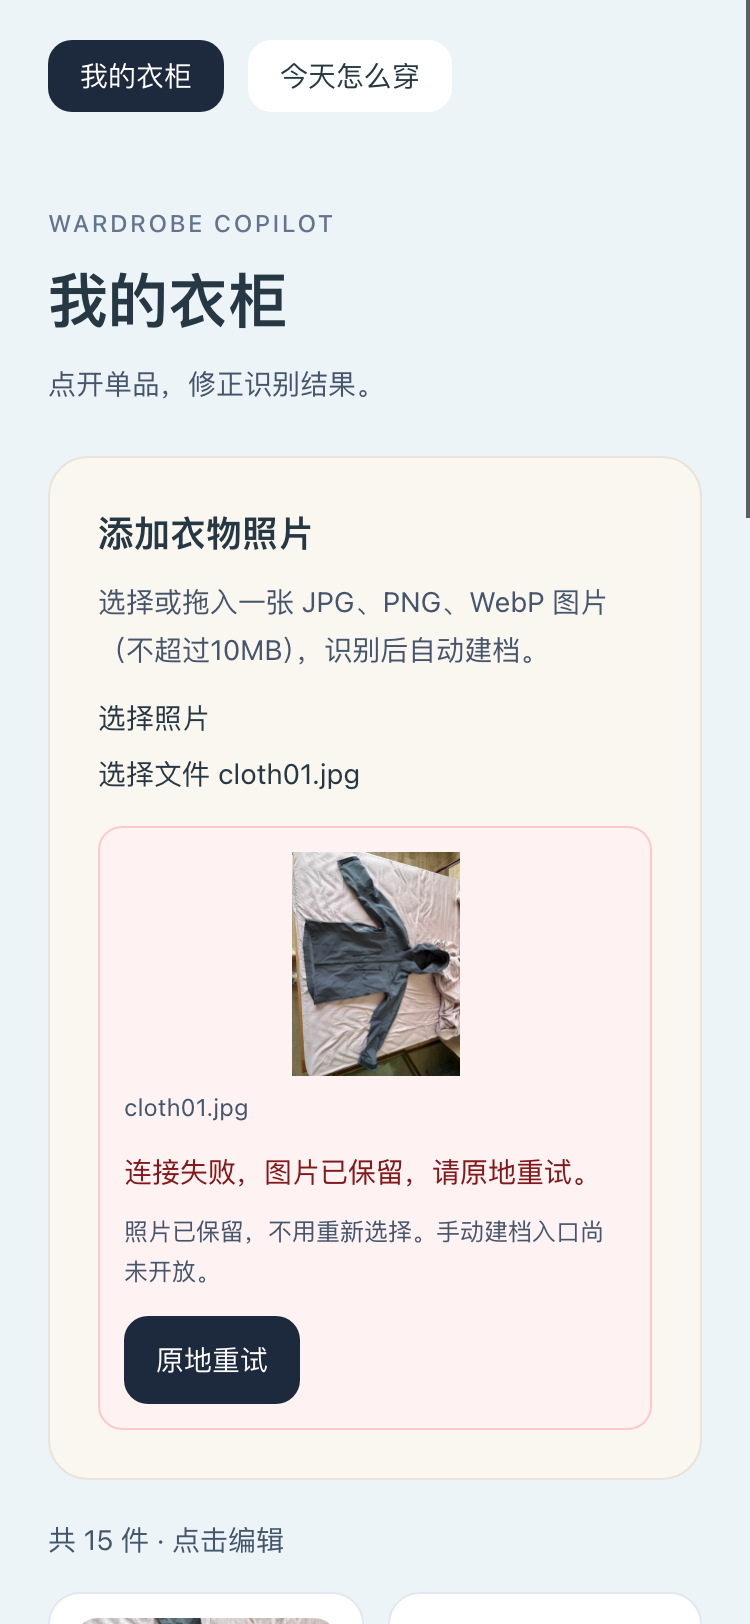 我的衣柜
今天怎么穿
WARDROBE COPILOT
我的衣柜
点开单品，修正识别结果。
添加衣物照片
选择或拖入一张 JPG、PNG、WebP 图片
（不超过10MB），识别后自动建档。
选择照片
选择文件 cloth01.jpg
cloth01.jpg
连接失败，图片已保留，请原地重试。
照片已保留，不用重新选择。手动建档入口尚
未开放。
原地重试
共 15 件 · 点击编辑